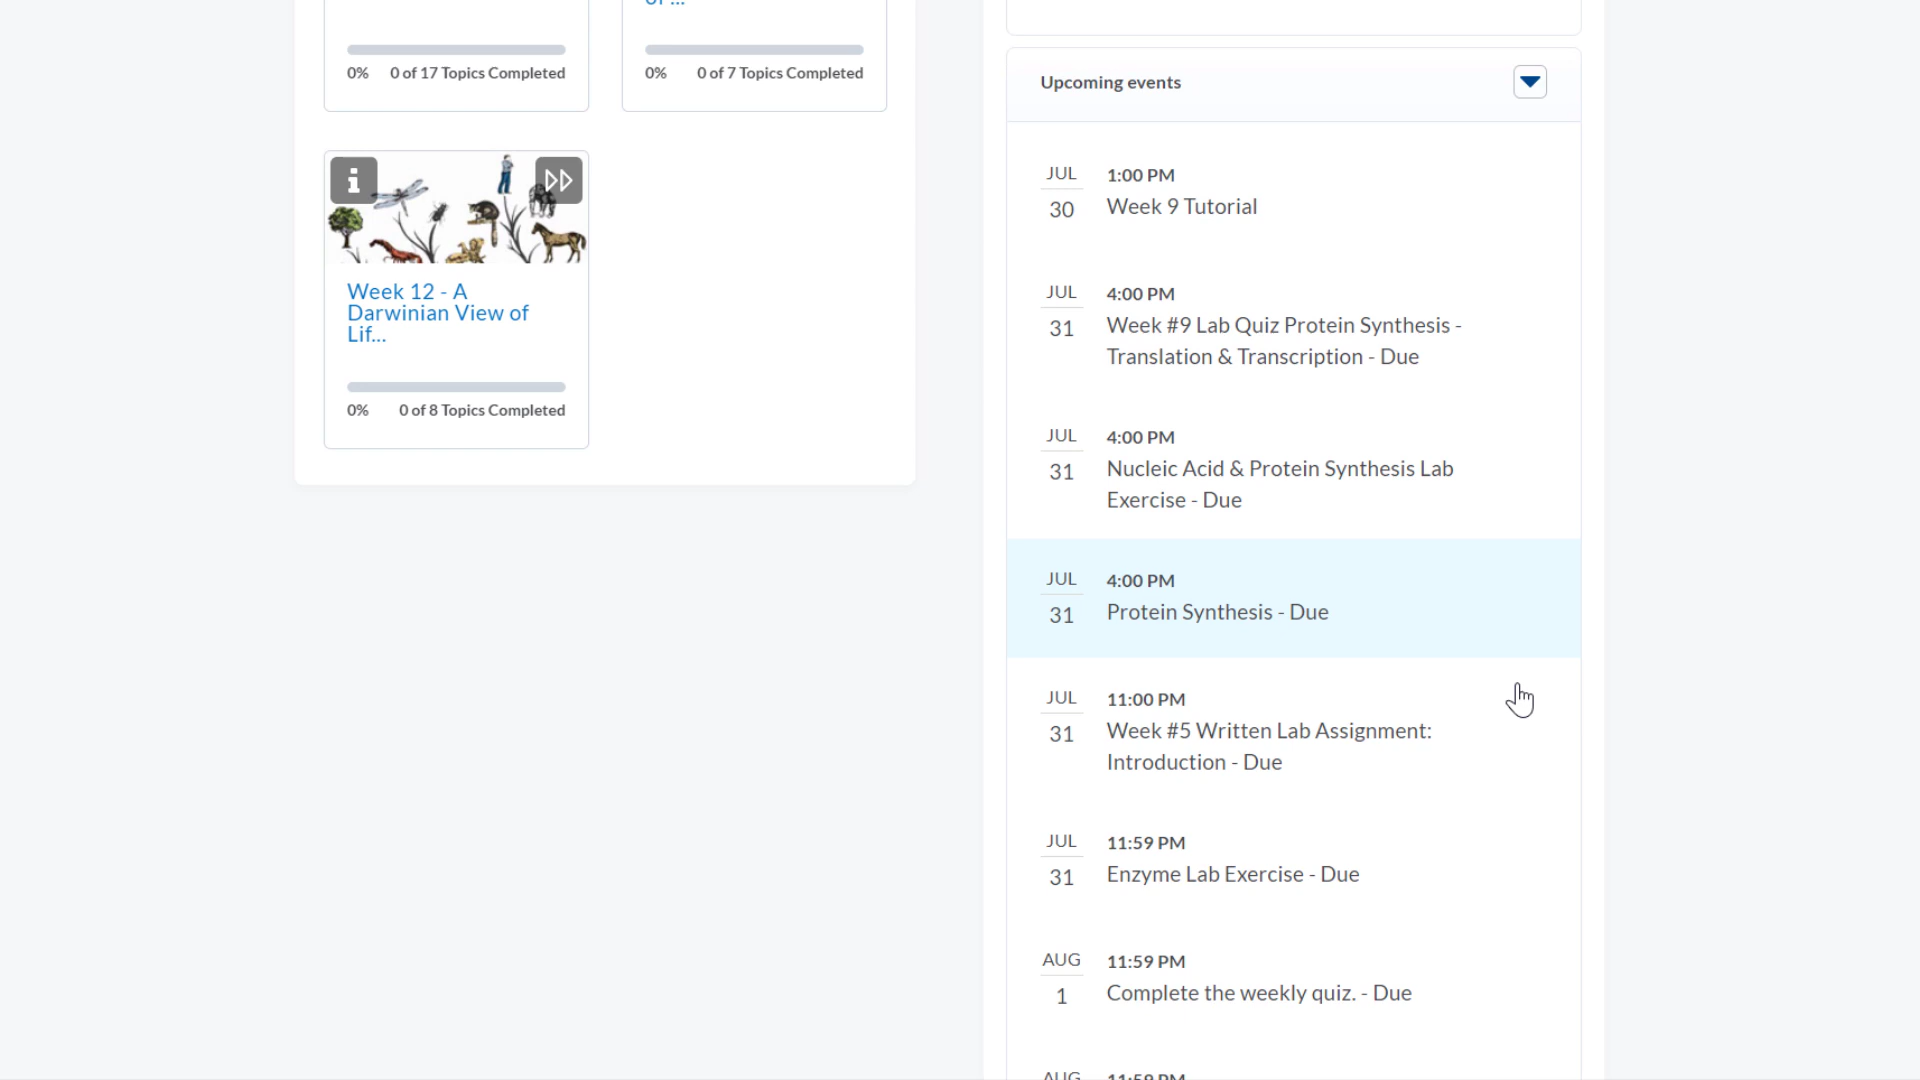 of ...
0% 0 of 17 Topics Completed
0% 0 of 7 Topics Completed
Week 12 - A
Darwinian View of
Lif...
0% 0 of 8 Topics Completed
Upcoming events
JUL
30
1:00 PM
Week 9 Tutorial
JUL
31
4:00 PM
Week #9 Lab Quiz Protein Synthesis -
Translation & Transcription - Due
JUL
31
4:00 PM
Nucleic Acid & Protein Synthesis Lab
Exercise - Due
JUL
31
4:00 PM
Protein Synthesis - Due
JUL
31
11:00 PM
Week #5 Written Lab Assignment:
Introduction - Due
JUL
31
11:59 PM
Enzyme Lab Exercise - Due
AUG
1
11:59 PM
Complete the weekly quiz. - Due
AUG
11:59 PM